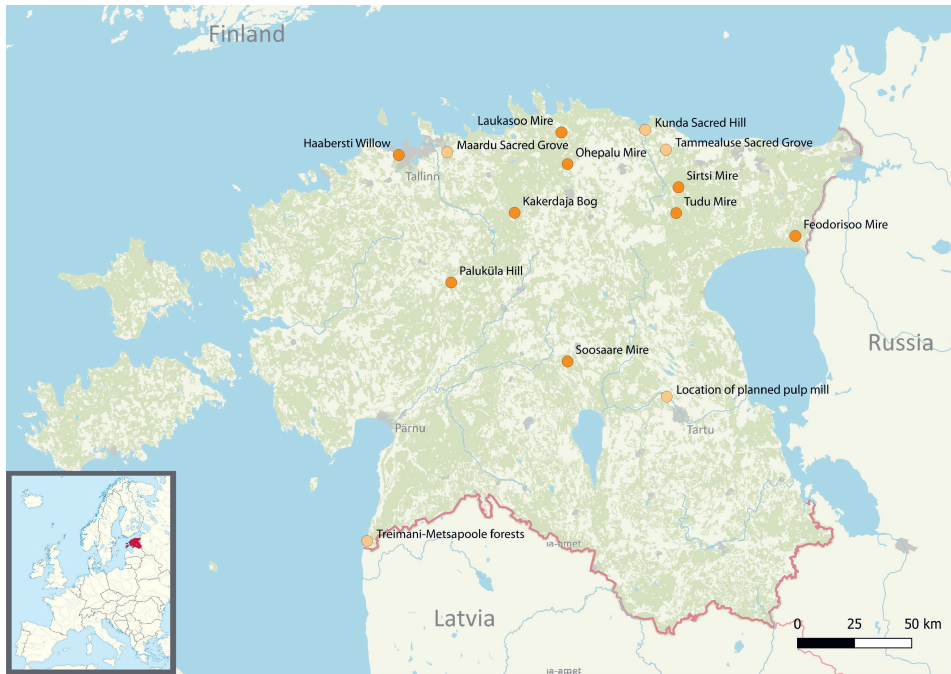 Finland
Laukasoo Mire
Kunda Sacred Hill
Haabersti Willow
Maardu Sacred Grove
Tammealuse Sacred Grove
Ohepalu Mire
Tallinn
Sirtsi Mire
Kakerdaja Bog
Tudu Mire
Feodorisoo Mire
Paluküla Hill
Russia
Soosaare Mire
Location of planned pulp mill
Pärnu
Tartu
Treimani-Metsapoole forests
Latvia
0 25 50 km